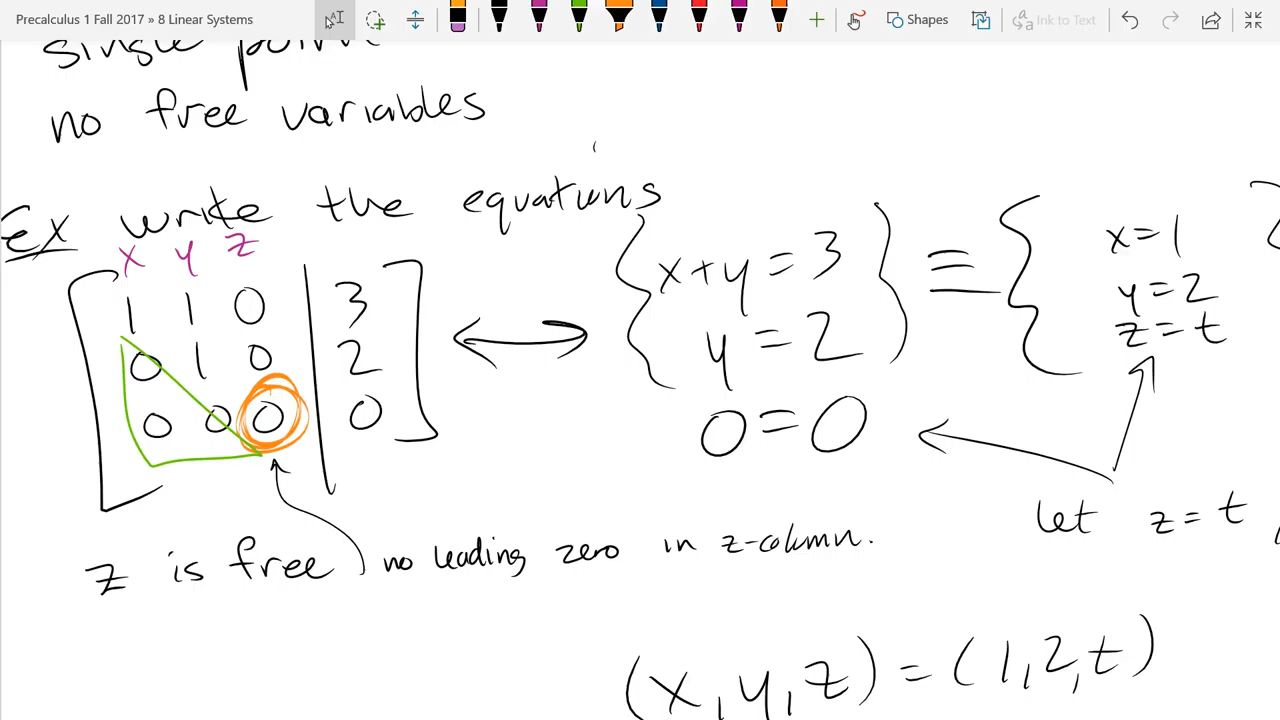 Precalculus 1 Fall 2017 » 8 Linear Systems
Shapes
Ink to Text
single point
no free variables
Ex write the equations
x y z
1 1 0 3
0 1 0 2
0 0 0 0
x+y=3
y=2
0=0
≡
x=1
y=2
z=t
let z=t
z is free
no leading zero in z-column.
(x,y,z)=(1,2,t)